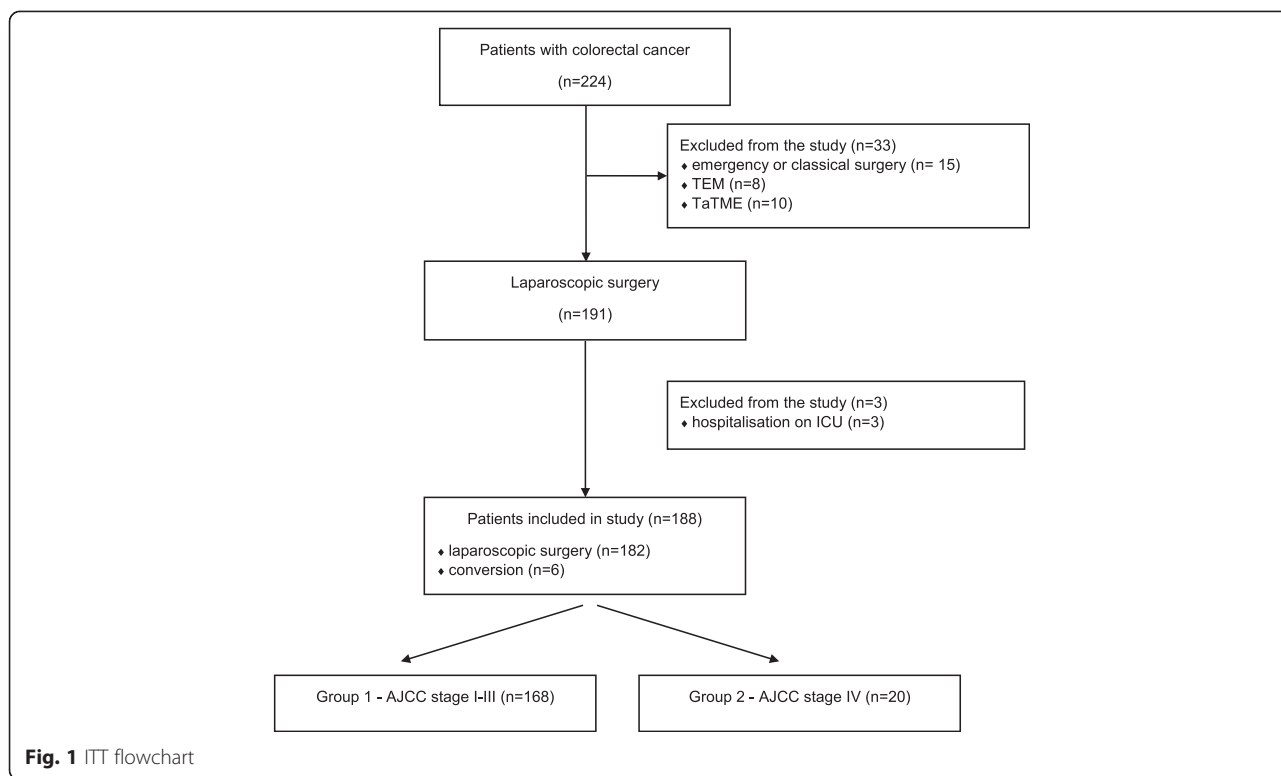 Patients with colorectal cancer
(n=224)
Excluded from the study (n=33)
♦ emergency or classical surgery (n= 15)
♦ TEM (n=8)
♦ TaTME (n=10)
Laparoscopic surgery
(n=191)
Excluded from the study (n=3)
♦ hospitalisation on ICU (n=3)
Patients included in study (n=188)
♦ laparoscopic surgery (n=182)
♦ conversion (n=6)
Group 1 - AJCC stage I-III (n=168)
Group 2 - AJCC stage IV (n=20)
Fig. 1 ITT flowchart